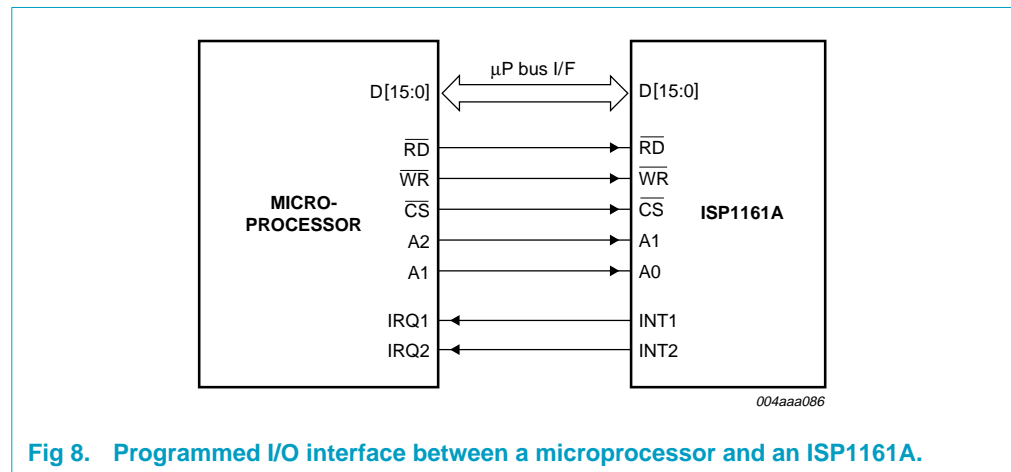 µP bus I/F
D[15:0]
D[15:0]
RD
RD
WR
WR
MICRO-
PROCESSOR
CS
CS
ISP1161A
A2
A1
A1
A0
IRQ1
INT1
IRQ2
INT2
004aaa086
Fig 8. Programmed I/O interface between a microprocessor and an ISP1161A.